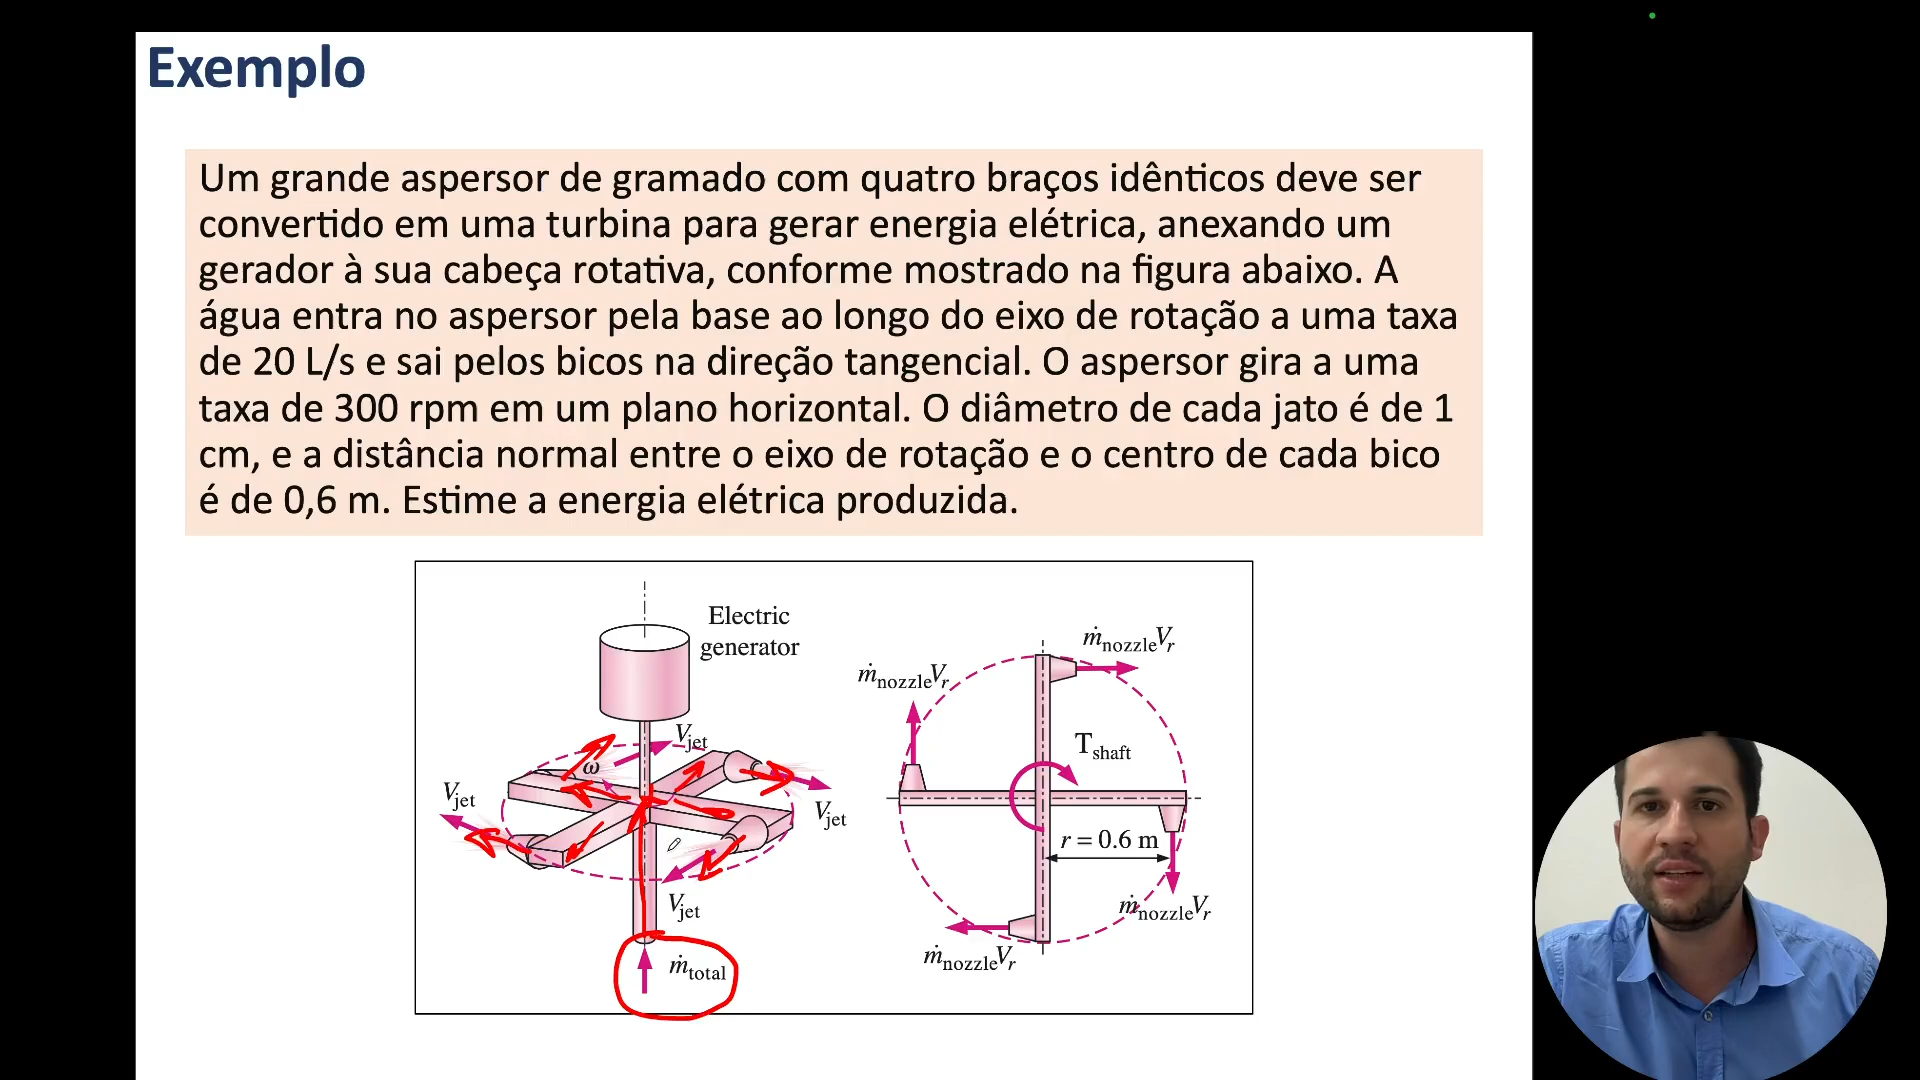 Exemplo
Um grande aspersor de gramado com quatro braços idênticos deve ser
convertido em uma turbina para gerar energia elétrica, anexando um
gerador à sua cabeça rotativa, conforme mostrado na figura abaixo. A
água entra no aspersor pela base ao longo do eixo de rotação a uma taxa
de 20 L/s e sai pelos bicos na direção tangencial. O aspersor gira a uma
taxa de 300 rpm em um plano horizontal. O diâmetro de cada jato é de 1
cm, e a distância normal entre o eixo de rotação e o centro de cada bico
é de 0,6 m. Estime a energia elétrica produzida.
Electric
generator
Vjet
ω
Vjet
Vjet
Vjet
ṁtotal
ṁnozzleVr
ṁnozzleVr
Tshaft
r = 0.6 m
ṁnozzleVr
ṁnozzleVr